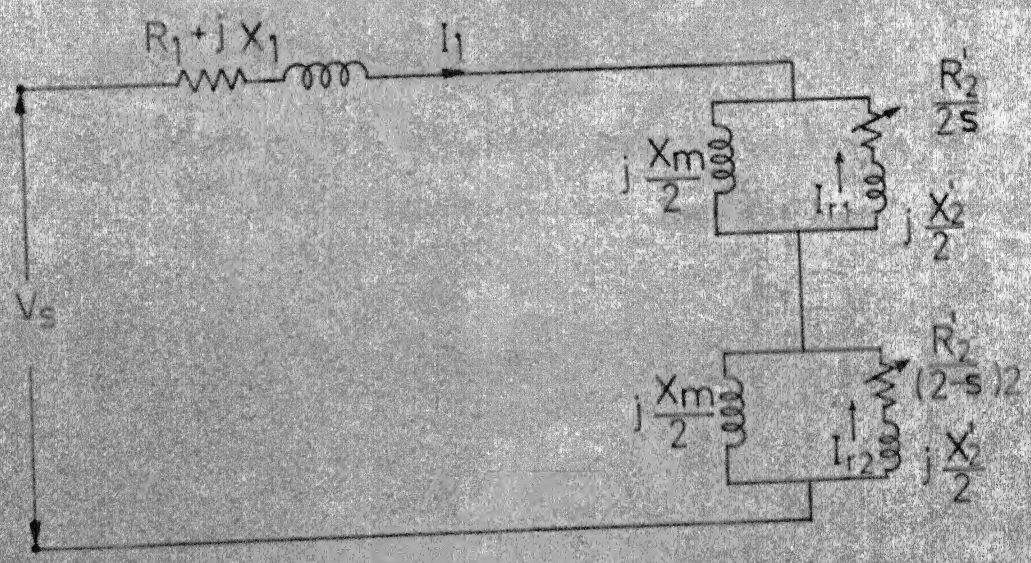 R₁ + j X₁
I₁
R₂'
2s
j Xm
2
Iᵣ₁
j X₂'
2
Vs
R₂'
(2-s)2
j Xm
2
Iᵣ₂
j X₂'
2